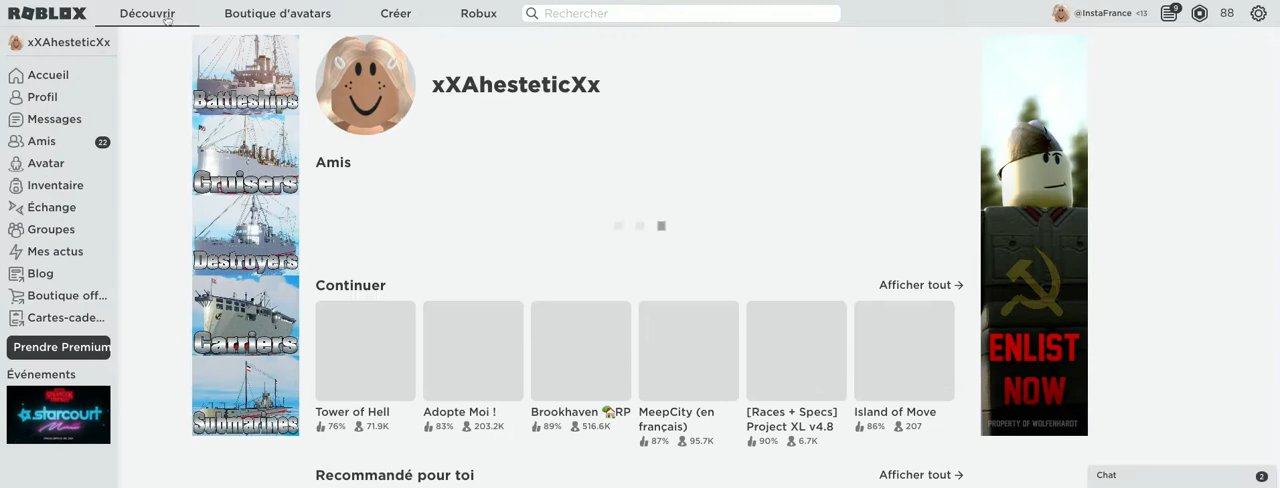 ROBLOX
Découvrir
Boutique d'avatars
Créer
Robux
Rechercher
@InstaFrance <13
9
88
xXAhesteticXx
Accueil
Profil
Messages
Amis
22
Avatar
Inventaire
Échange
Groupes
Mes actus
Blog
Boutique off...
Cartes-cade...
Prendre Premium
Événements
starcourt
Battleships
Cruisers
Destroyers
Carriers
Submarines
xXAhesteticXx
Amis
Continuer
Afficher tout →
Tower of Hell
76% 71.9K
Adopte Moi !
83% 203.2K
Brookhaven 🏡RP
89% 516.6K
MeepCity (en
français)
87% 95.7K
[Races + Specs]
Project XL v4.8
90% 6.7K
Island of Move
86% 207
Recommandé pour toi
Afficher tout →
ENLIST
NOW
PROPERTY OF WOLFENHARDT
Chat
2